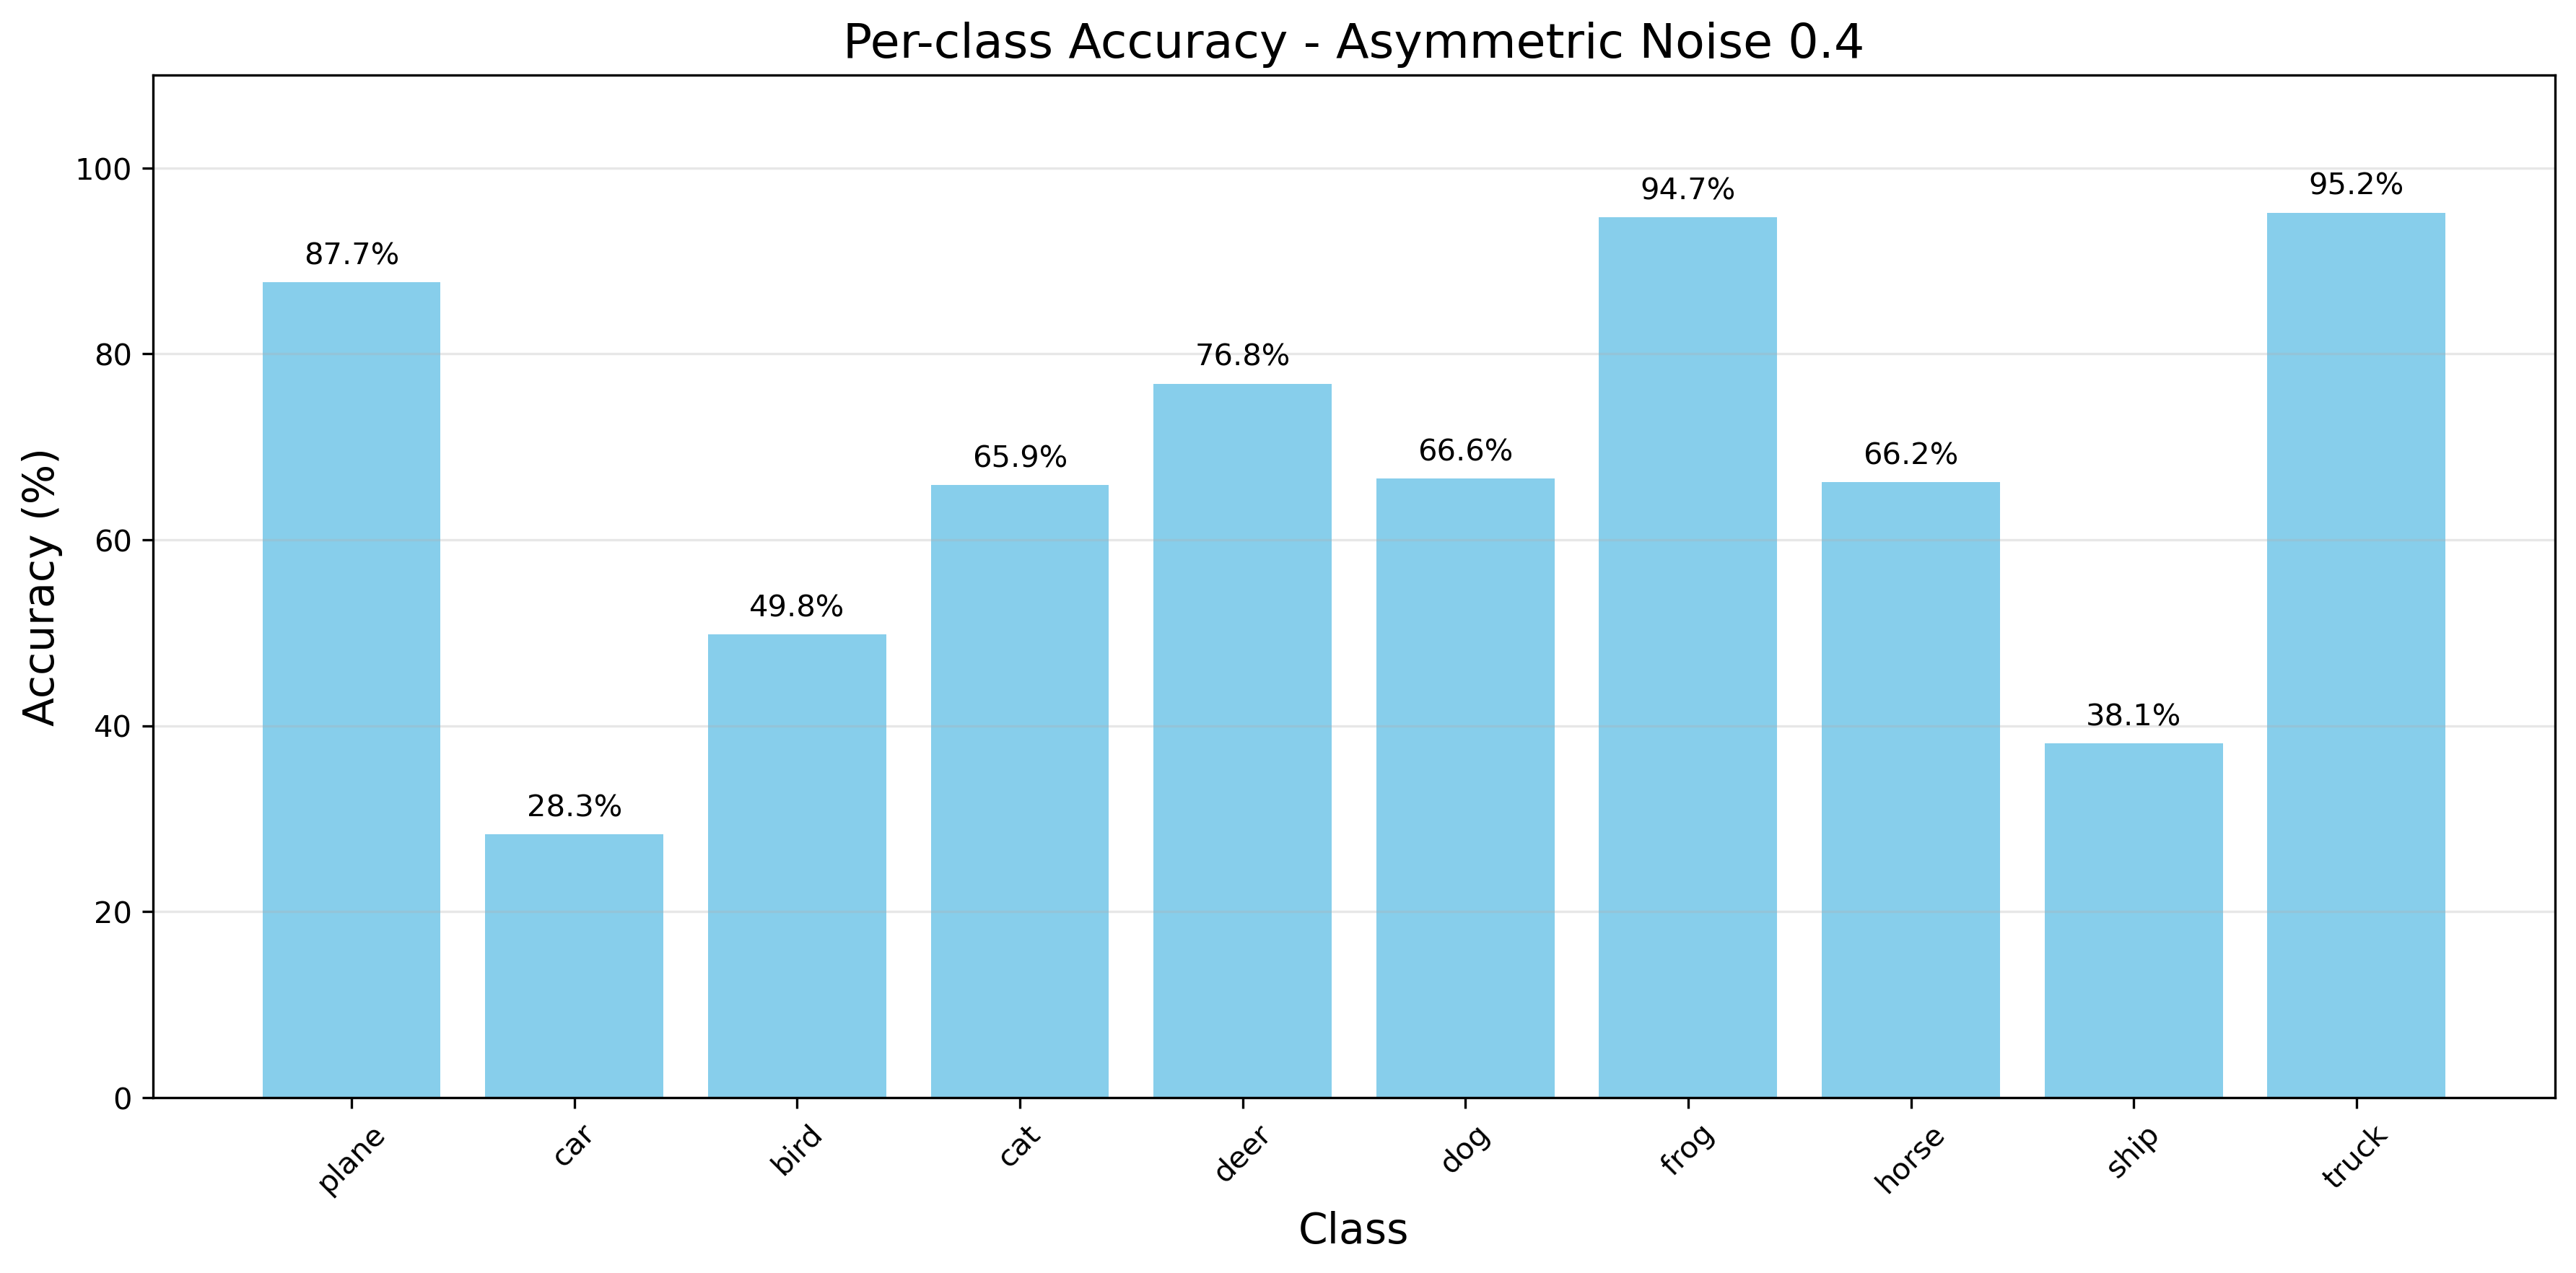 Per-class Accuracy - Asymmetric Noise 0.4
Accuracy (%)
100
80
60
40
20
0
87.7%
28.3%
49.8%
65.9%
76.8%
66.6%
94.7%
66.2%
38.1%
95.2%
plane
car
bird
cat
deer
dog
frog
horse
ship
truck
Class